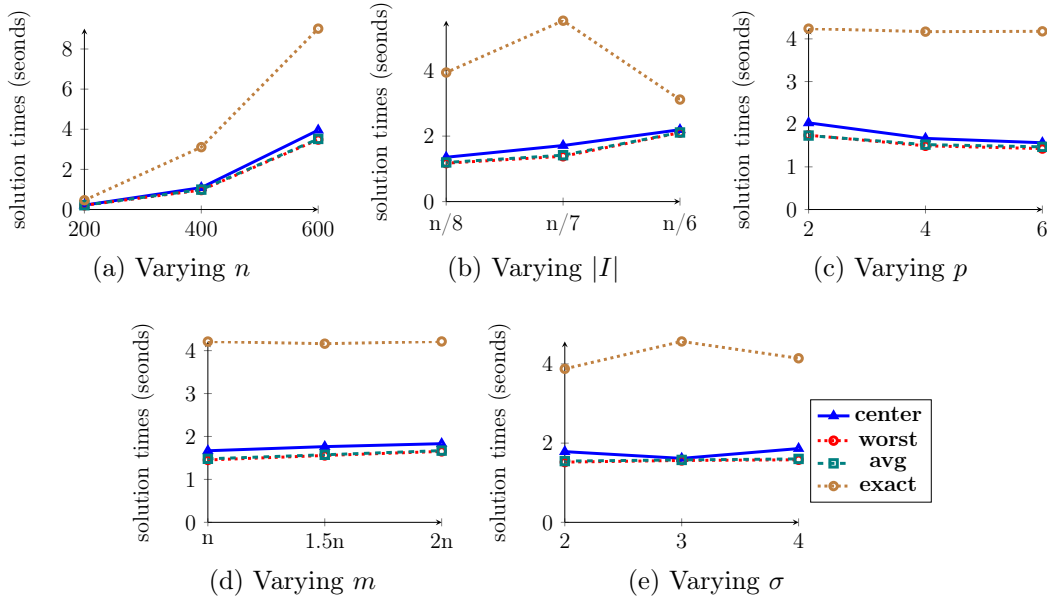 solution times (seonds)
8
6
4
2
0
200
400
600
(a) Varying n
solution times (seonds)
4
2
0
n/8
n/7
n/6
(b) Varying |I|
solution times (seonds)
4
3
2
1
0
2
4
6
(c) Varying p
solution times (seonds)
4
3
2
1
0
n
1.5n
2n
(d) Varying m
solution times (seonds)
4
2
0
2
3
4
(e) Varying σ
center
worst
avg
exact